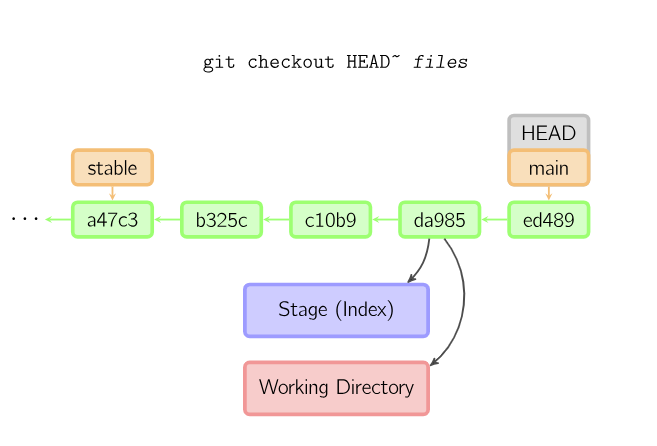 git checkout HEAD~ files
HEAD
stable
main
... a47c3 b325c c10b9 da985 ed489
Stage (Index)
Working Directory